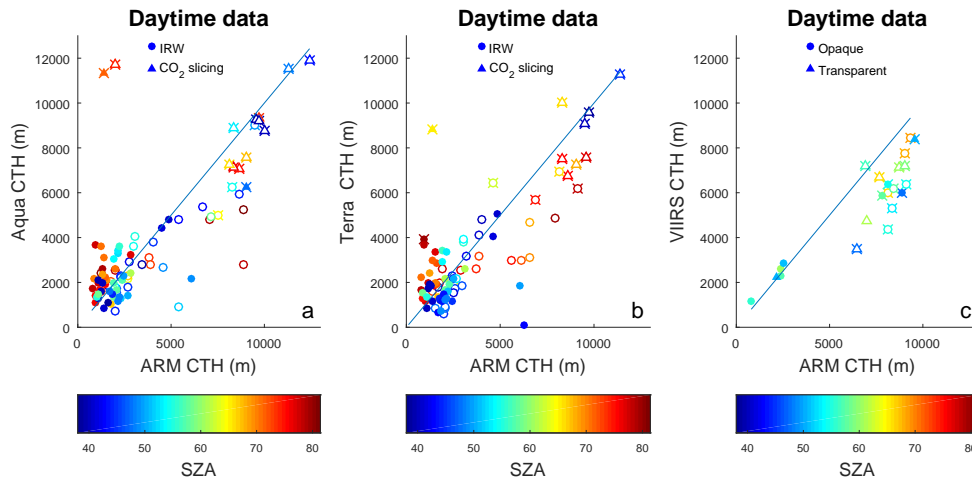 Daytime data
IRW
CO2 slicing
12000
10000
8000
6000
4000
2000
0
Aqua CTH (m)
0
5000
10000
ARM CTH (m)
a
40
50
60
70
80
SZA
Daytime data
IRW
CO2 slicing
12000
10000
8000
6000
4000
2000
0
Terra CTH (m)
0
5000
10000
ARM CTH (m)
b
40
50
60
70
80
SZA
Daytime data
Opaque
Transparent
12000
10000
8000
6000
4000
2000
0
VIIRS CTH (m)
0
5000
10000
ARM CTH (m)
c
40
50
60
70
80
SZA